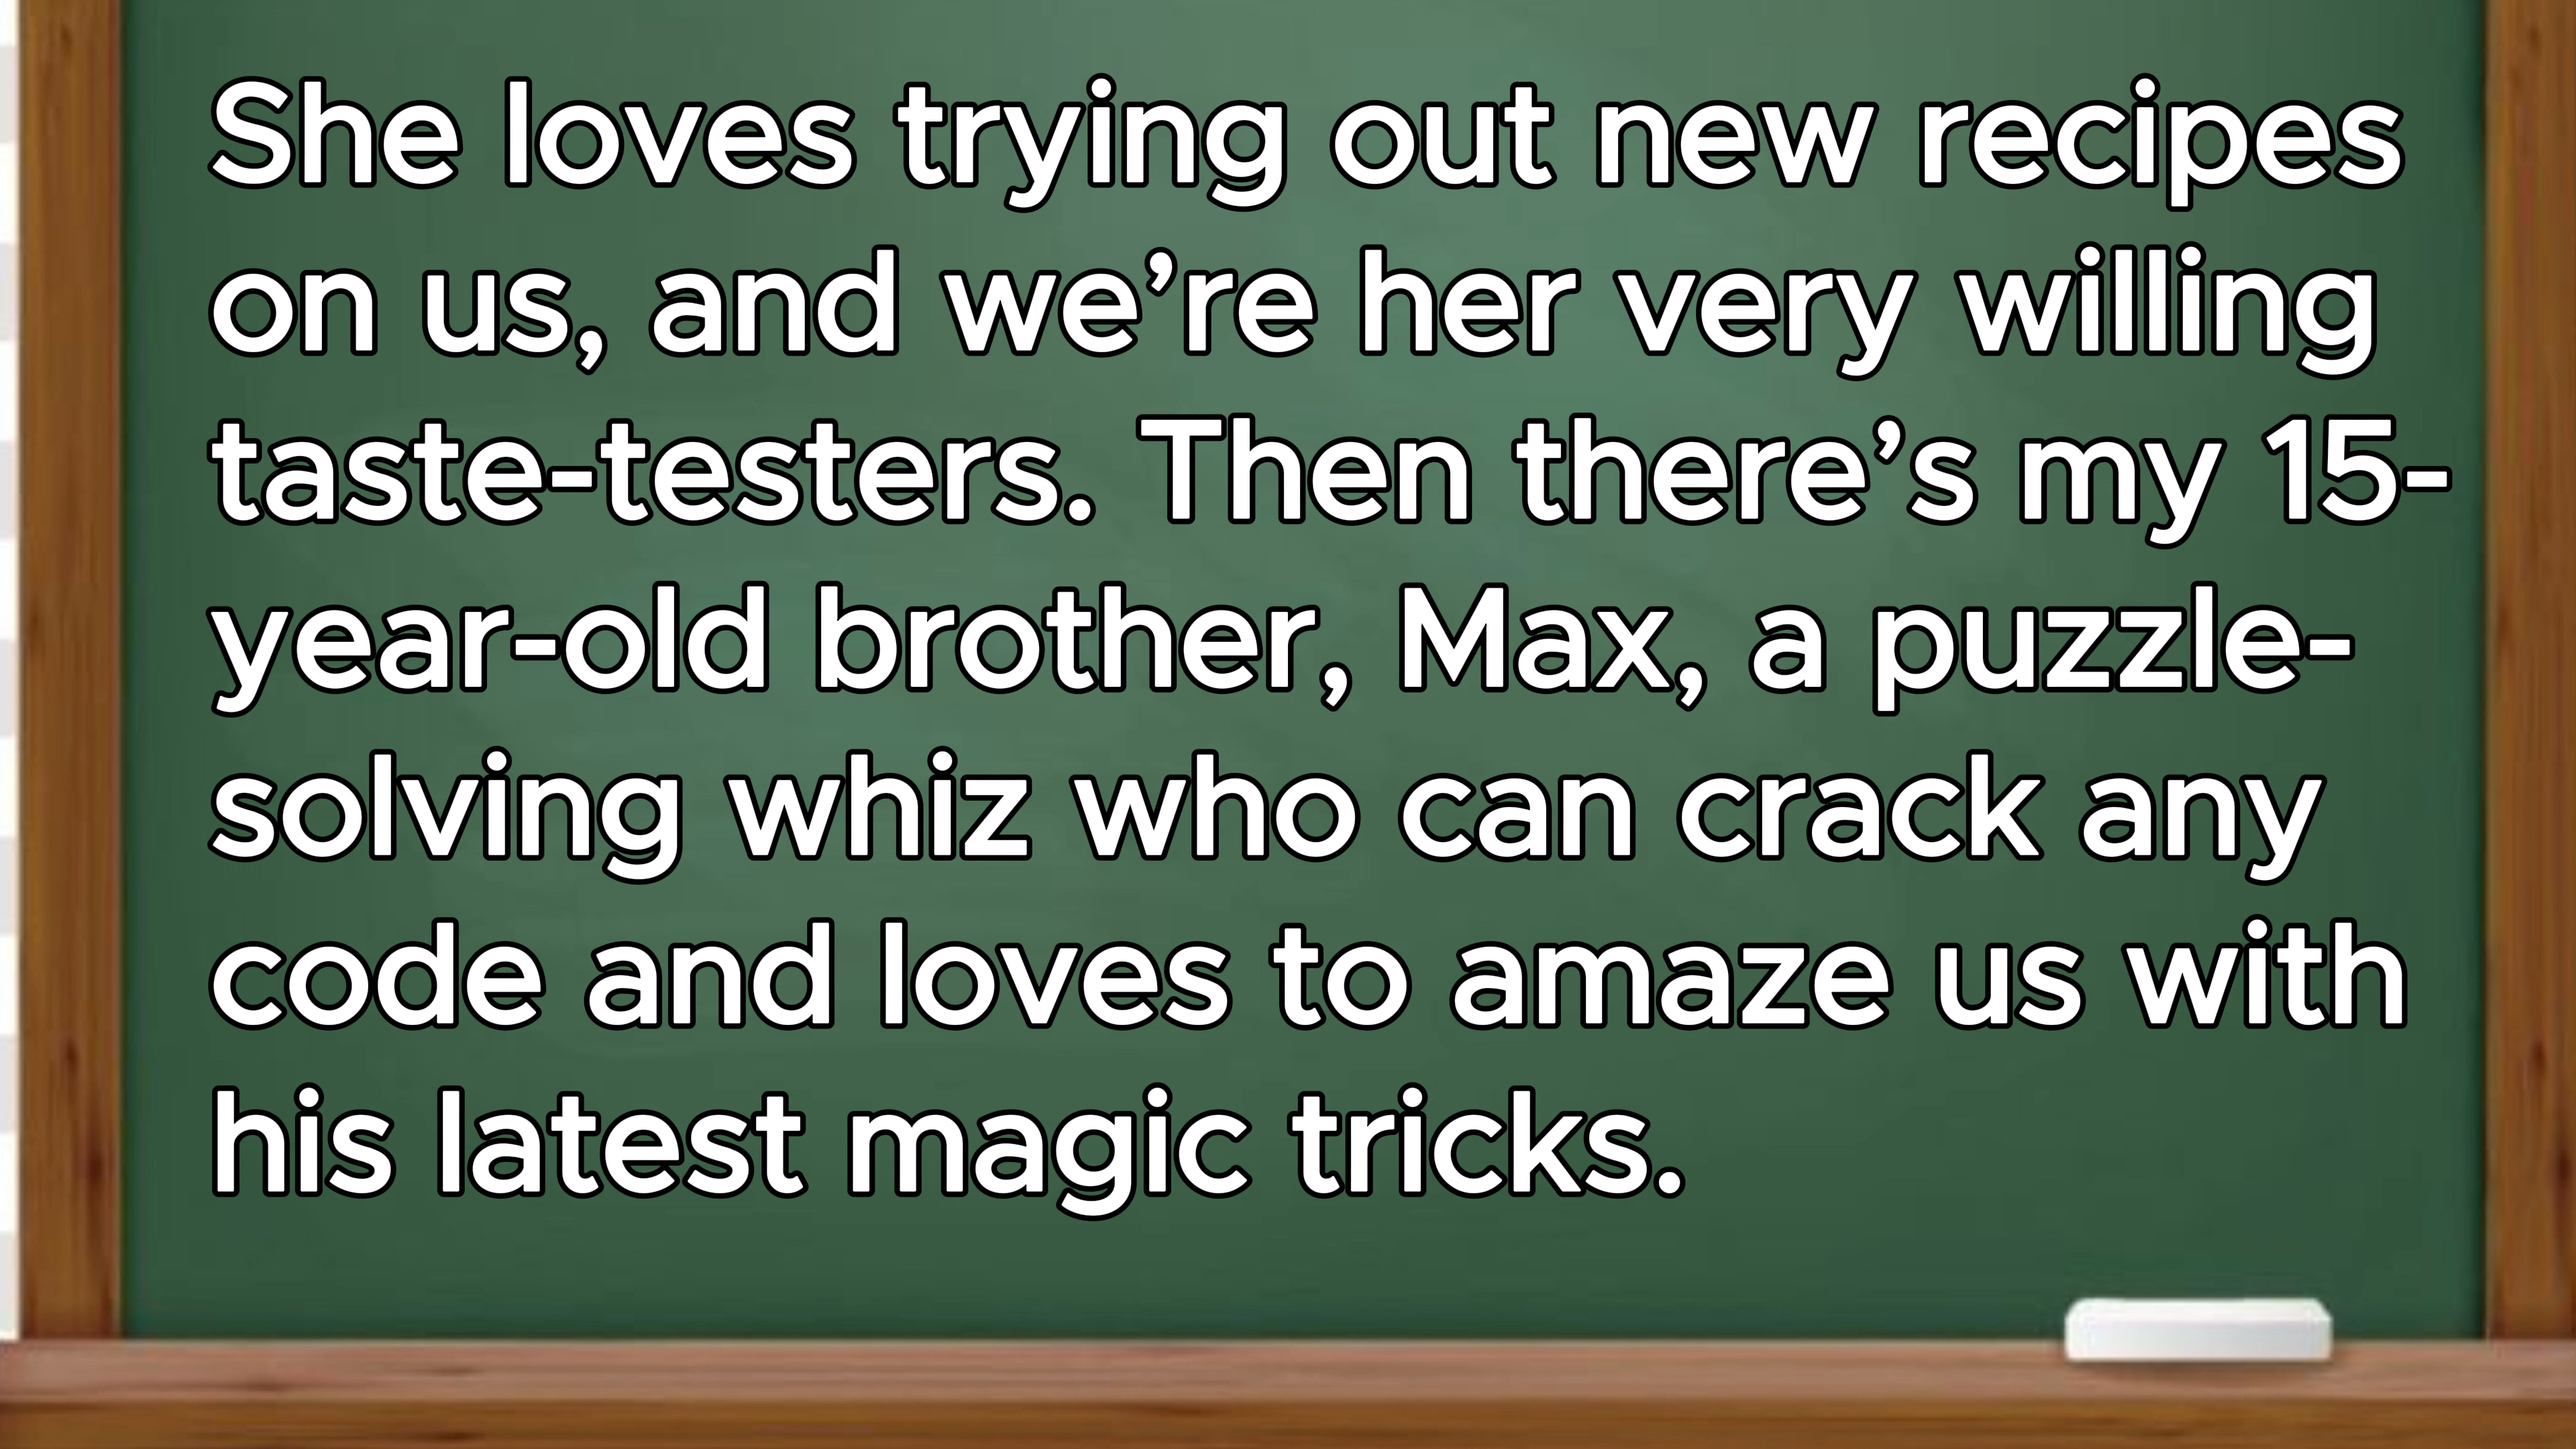 She loves trying out new recipes
on us, and we’re her very willing
taste-testers. Then there’s my 15-
year-old brother, Max, a puzzle-
solving whiz who can crack any
code and loves to amaze us with
his latest magic tricks.